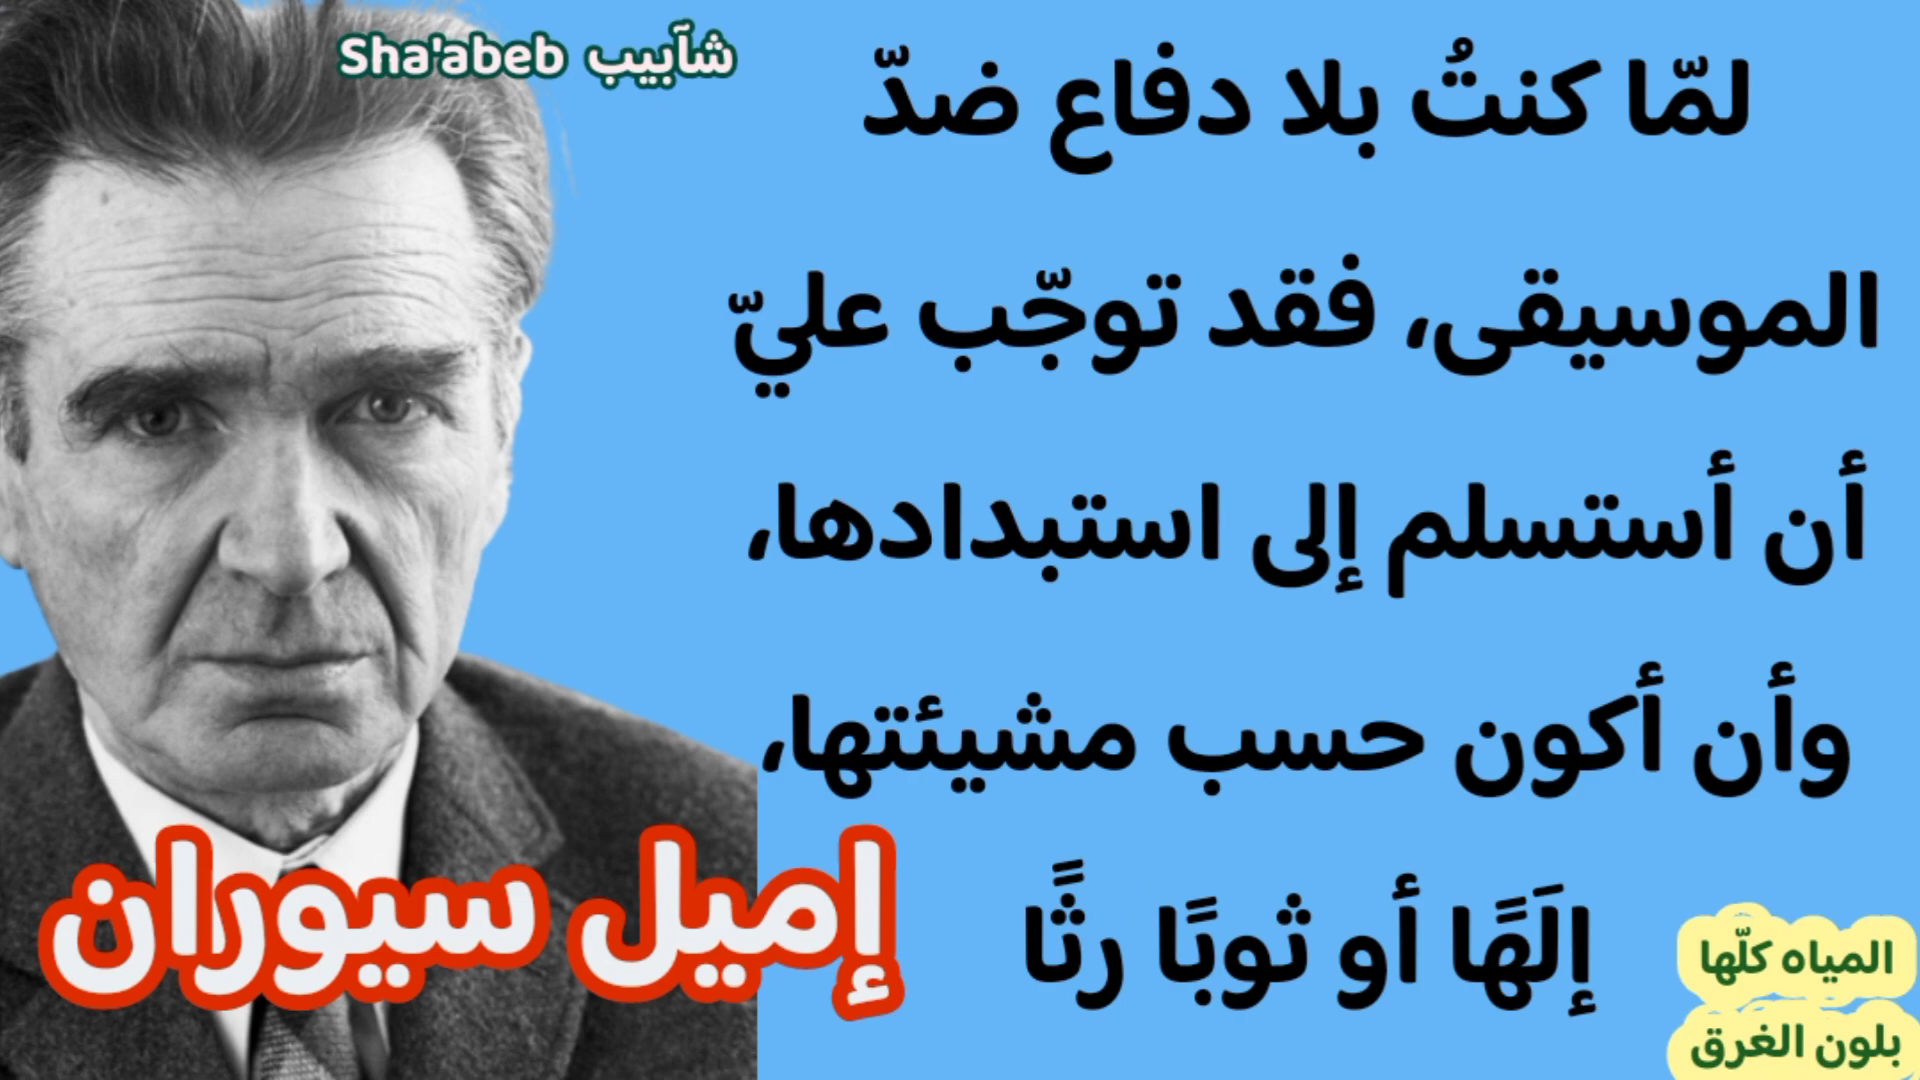 شآبيب Sha'abeb
لمّا كنتُ بلا دفاع ضدّ
الموسيقى، فقد توجّب عليّ
أن أستسلم إلى استبدادها،
وأن أكون حسب مشيئتها،
إلَهًا أو ثوبًا رثًّا
إميل سيوران
المياه كلّها
بلون الغرق